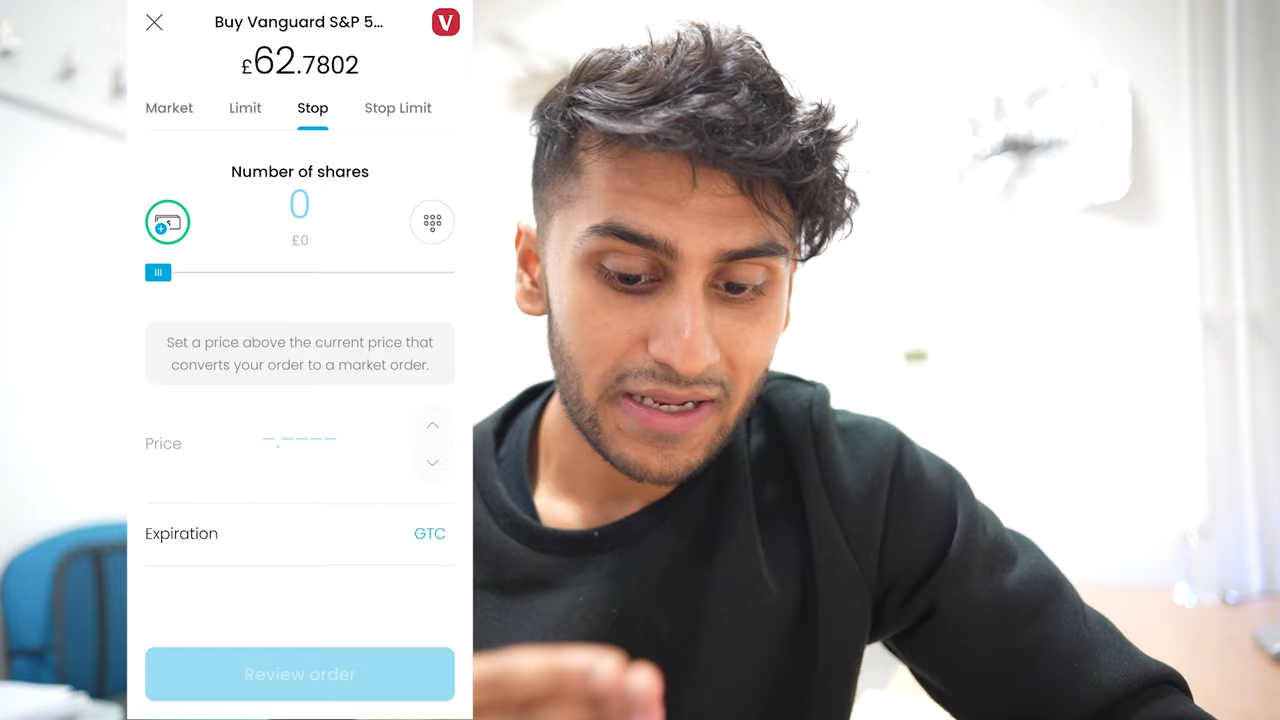 Buy Vanguard S&P 5...
V
£62.7802
Market Limit Stop Stop Limit
Number of shares
0
£0
Set a price above the current price that
converts your order to a market order.
Price -.----
Expiration GTC
Review order